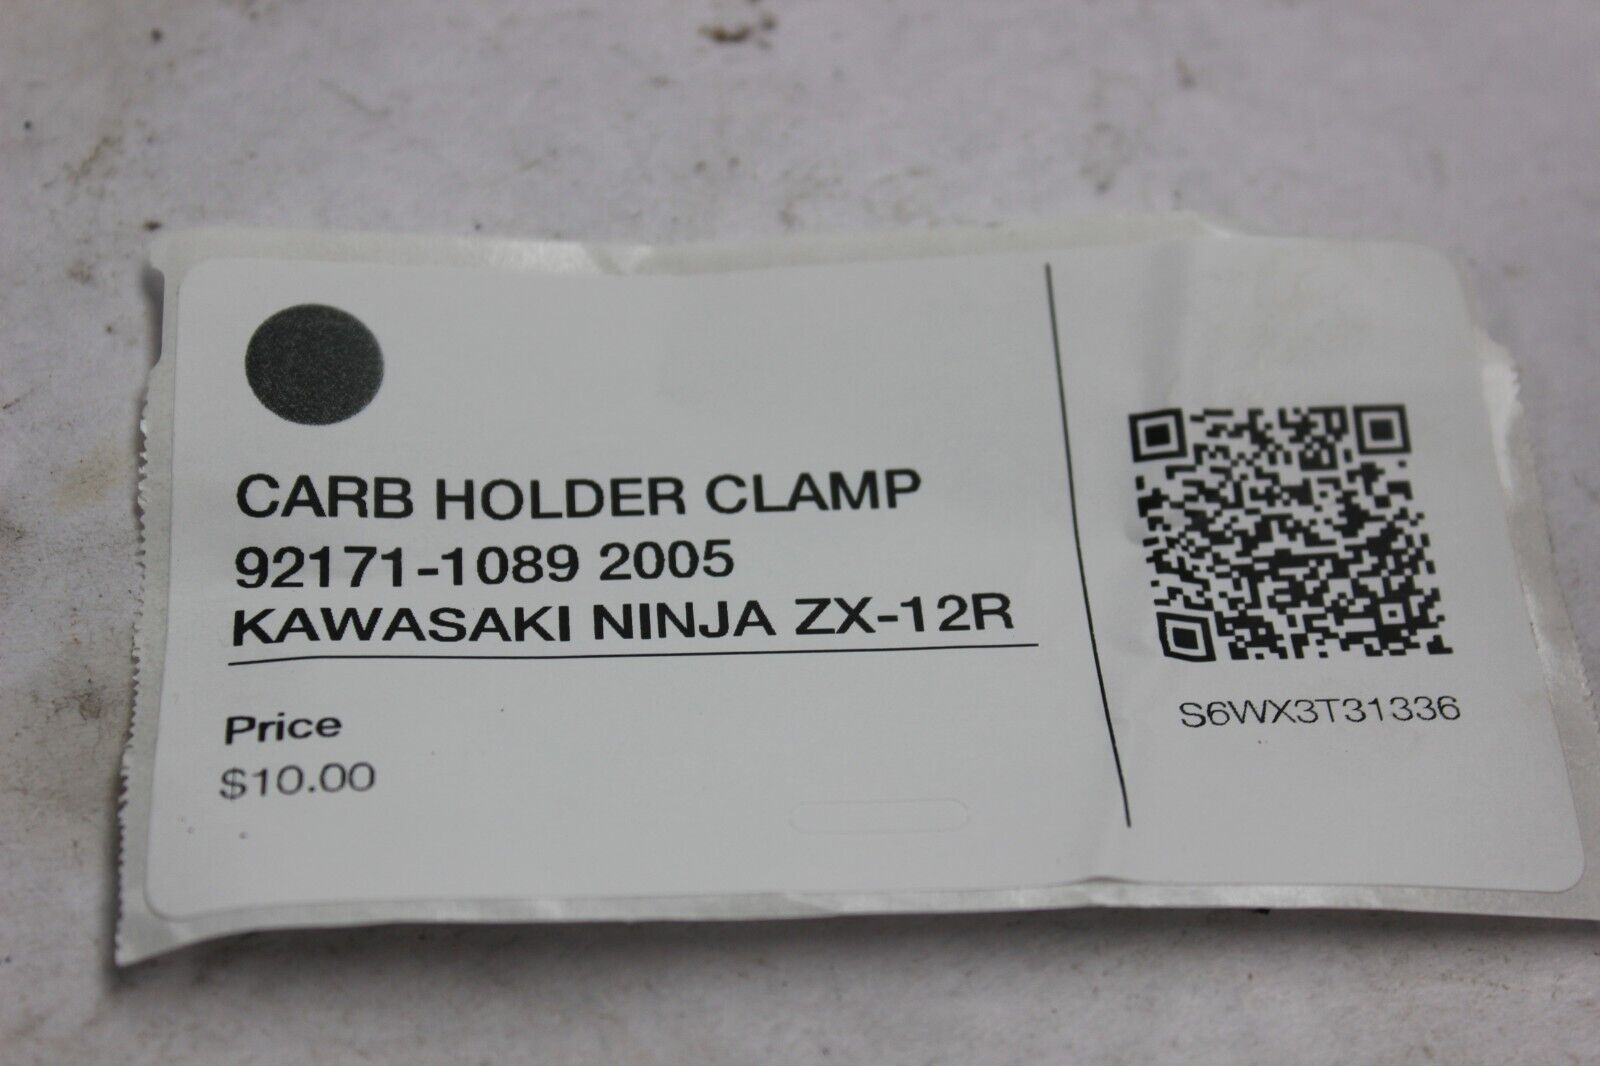 CARB HOLDER CLAMP
92171-1089 2005
KAWASAKI NINJA ZX-12R
Price
$10.00
S6WX3T31336